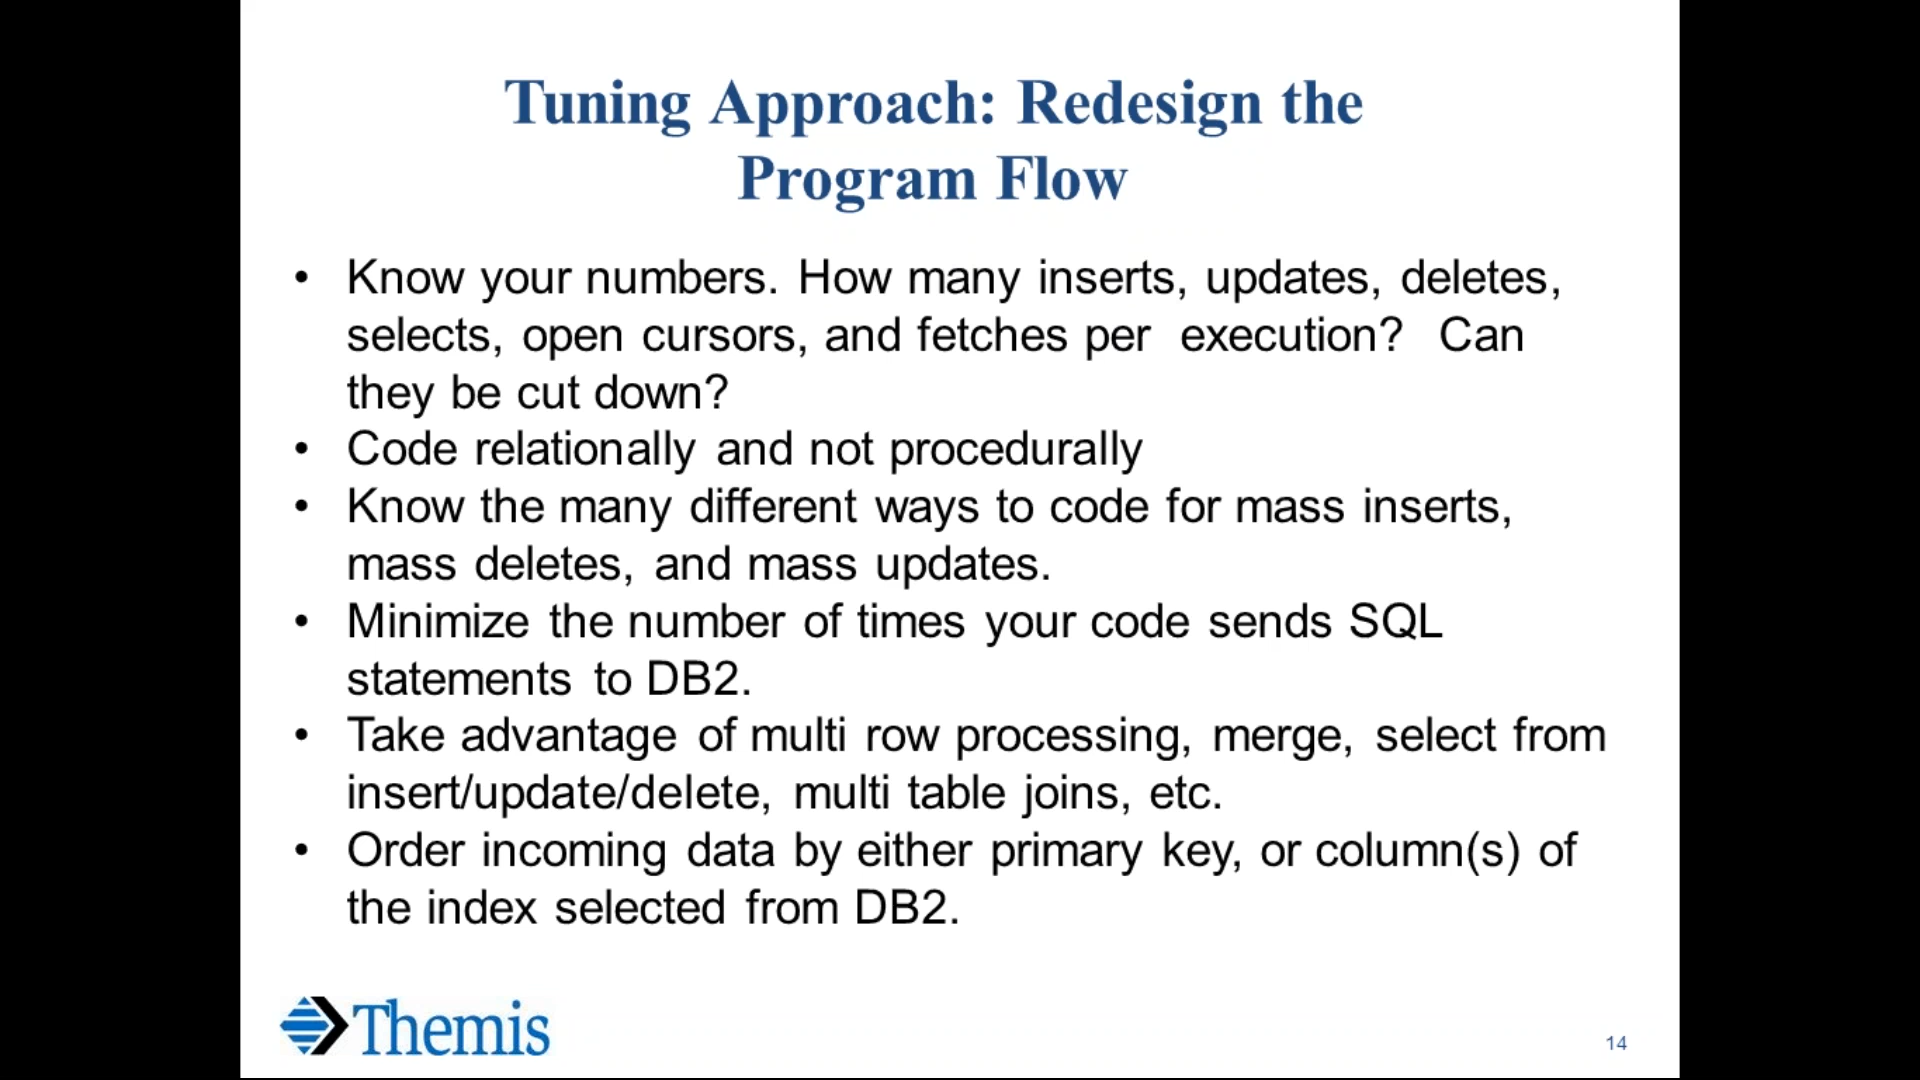 Tuning Approach: Redesign the
Program Flow
• Know your numbers. How many inserts, updates, deletes,
selects, open cursors, and fetches per execution? Can
they be cut down?
• Code relationally and not procedurally
• Know the many different ways to code for mass inserts,
mass deletes, and mass updates.
• Minimize the number of times your code sends SQL
statements to DB2.
• Take advantage of multi row processing, merge, select from
insert/update/delete, multi table joins, etc.
• Order incoming data by either primary key, or column(s) of
the index selected from DB2.
Themis
14